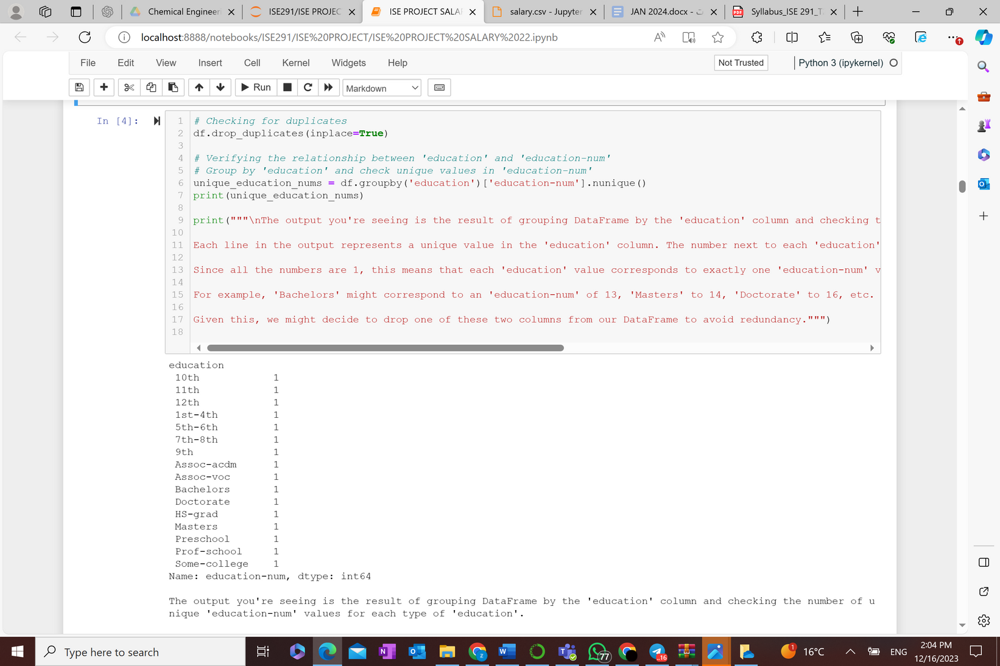 Chemical Engineer
ISE291/ISE PROJEC
ISE PROJECT SALA
salary.csv - Jupyter
JAN 2024.docx -
PDF
Syllabus_ISE 291_T
localhost:8888/notebooks/ISE291/ISE%20PROJECT/ISE%20PROJECT%20SALARY%2022.ipynb
File Edit View Insert Cell Kernel Widgets Help
Not Trusted
Python 3 (ipykernel)
Run
Markdown
In [4]:
1 # Checking for duplicates
2 df.drop_duplicates(inplace=True)
3
4 # Verifying the relationship between 'education' and 'education-num'
5 # Group by 'education' and check unique values in 'education-num'
6 unique_education_nums = df.groupby('education')['education-num'].nunique()
7 print(unique_education_nums)
8
9 print("""\nThe output you're seeing is the result of grouping DataFrame by the 'education' column and checking t
10
11 Each line in the output represents a unique value in the 'education' column. The number next to each 'education'
12
13 Since all the numbers are 1, this means that each 'education' value corresponds to exactly one 'education-num' v
14
15 For example, 'Bachelors' might correspond to an 'education-num' of 13, 'Masters' to 14, 'Doctorate' to 16, etc.
16
17 Given this, we might decide to drop one of these two columns from our DataFrame to avoid redundancy.""")
18
education
10th 1
11th 1
12th 1
1st-4th 1
5th-6th 1
7th-8th 1
9th 1
Assoc-acdm 1
Assoc-voc 1
Bachelors 1
Doctorate 1
HS-grad 1
Masters 1
Preschool 1
Prof-school 1
Some-college 1
Name: education-num, dtype: int64
The output you're seeing is the result of grouping DataFrame by the 'education' column and checking the number of u
nique 'education-num' values for each type of 'education'.
Type here to search
77
16
1
16°C
ENG
2:04 PM
12/16/2023